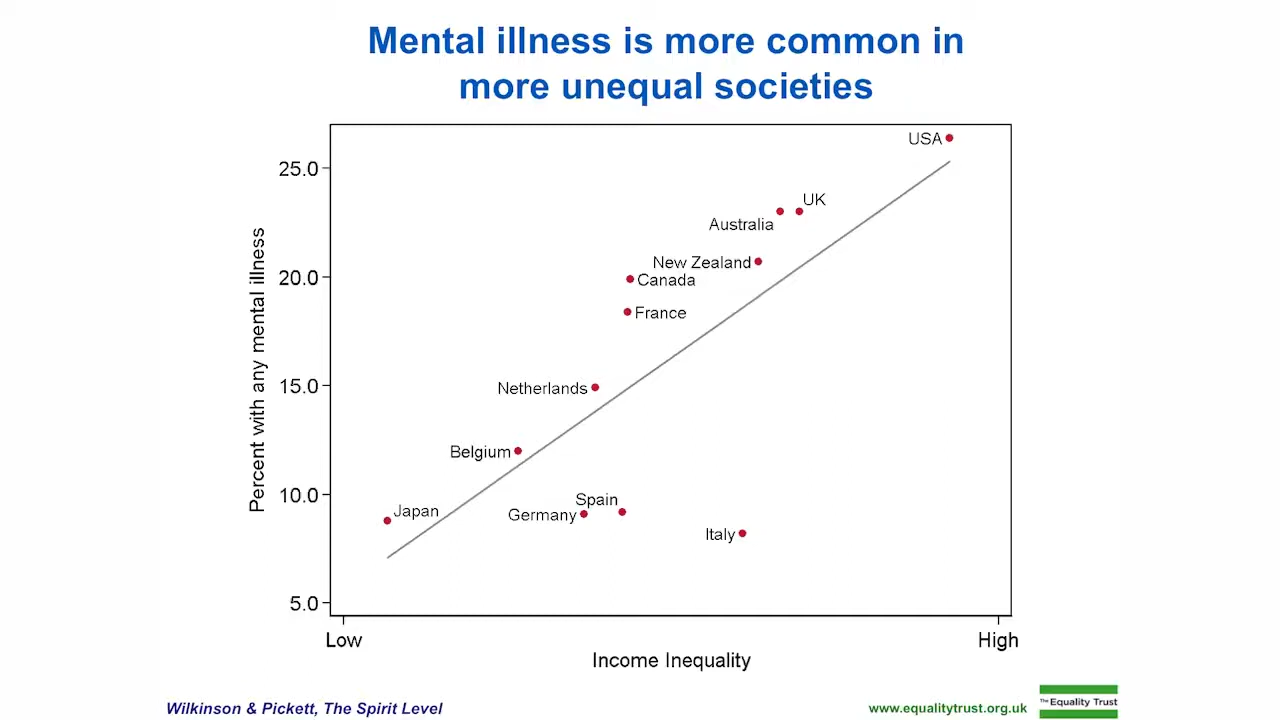 Mental illness is more common in
more unequal societies
USA
25.0
UK
Australia
New Zealand
20.0
Canada
France
Percent with any mental illness
15.0
Netherlands
Belgium
10.0
Japan
Spain
Germany
Italy
5.0
Low
High
Income Inequality
Wilkinson & Pickett, The Spirit Level
www.equalitytrust.org.uk
The Equality Trust